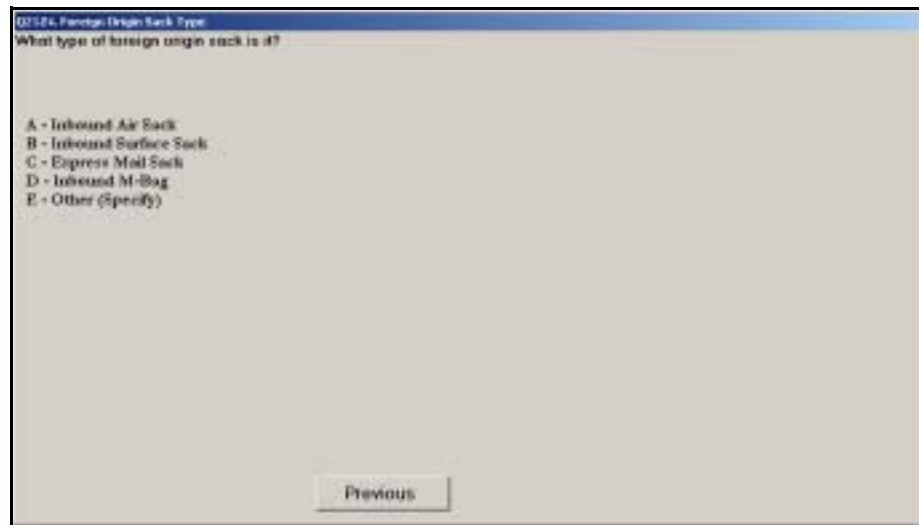 Q21S24. Foreign Origin Sack Type
What type of foreign origin sack is it?
A - Inbound Air Sack
B - Inbound Surface Sack
C - Express Mail Sack
D - Inbound M-Bag
E - Other (Specify)
Previous